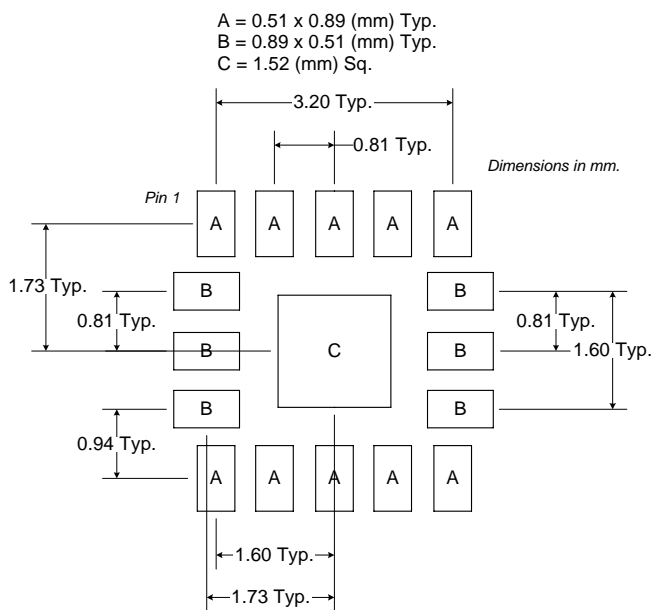 A = 0.51 x 0.89 (mm) Typ.
B = 0.89 x 0.51 (mm) Typ.
C = 1.52 (mm) Sq.
3.20 Typ.
0.81 Typ.
Dimensions in mm.
Pin 1
A A A A A
1.73 Typ.
B B
0.81 Typ. 0.81 Typ.
1.60 Typ.
B C B
B B
0.94 Typ.
A A A A A
1.60 Typ.
1.73 Typ.